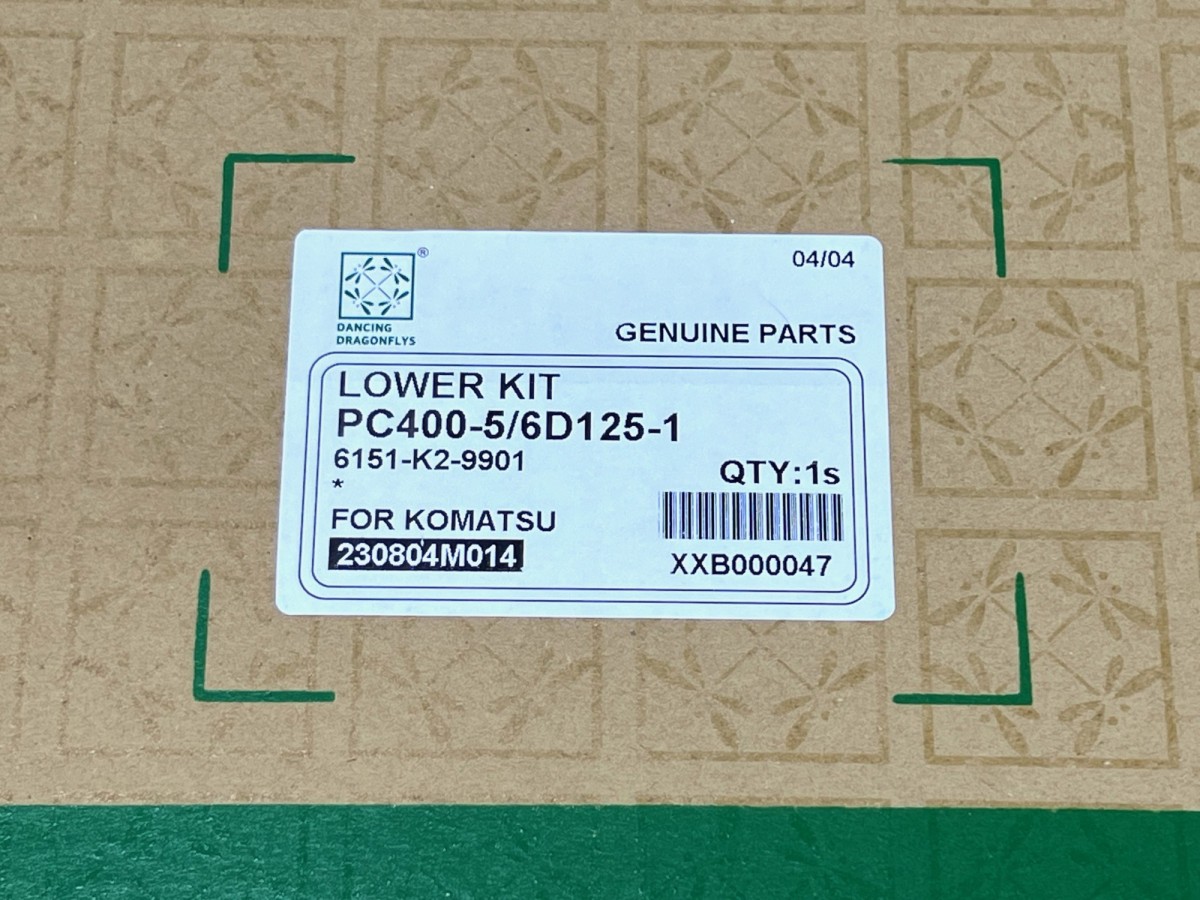 ®
04/04
DANCING
DRAGONFLYS
GENUINE PARTS
LOWER KIT
PC400-5/6D125-1
6151-K2-9901
QTY:1s
*
FOR KOMATSU
230804M014
XXB000047